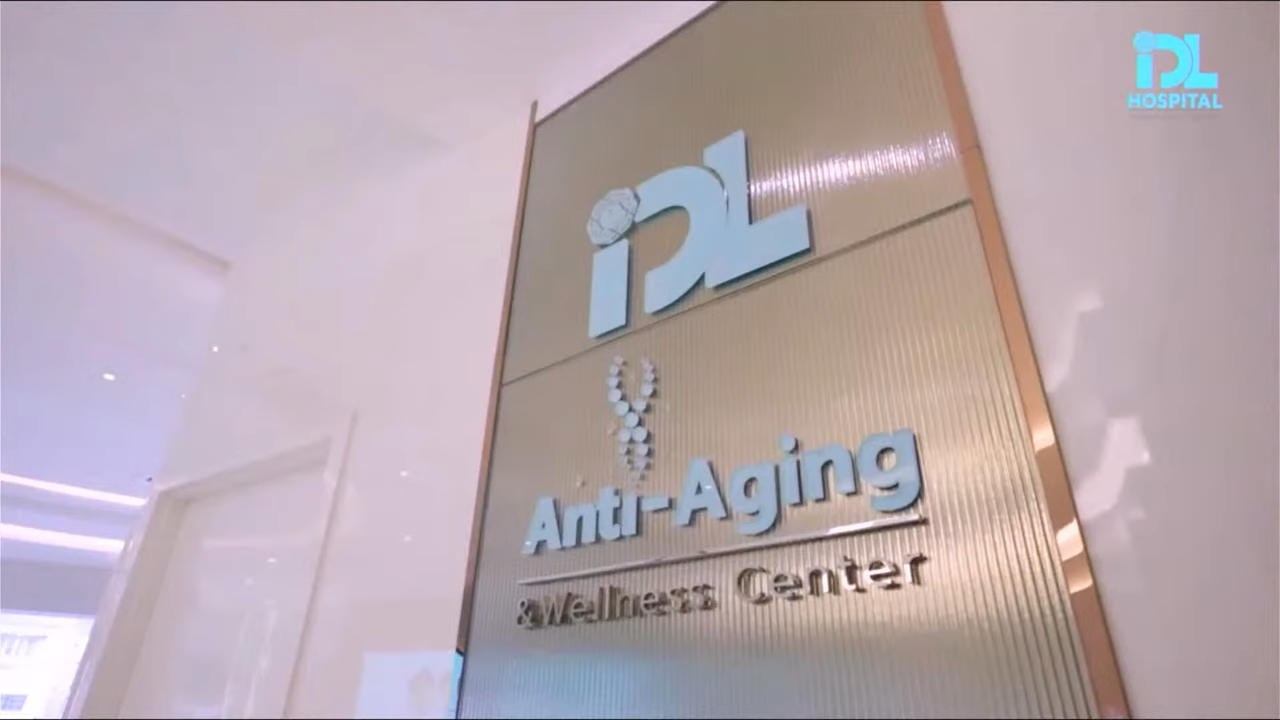 iDL
HOSPITAL
iDL
Anti-Aging
& Wellness Center